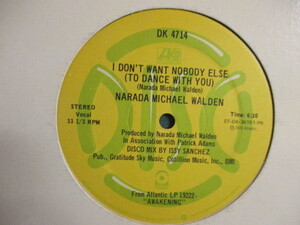 DK 4714
I DON'T WANT NOBODY ELSE
(TO DANCE WITH YOU)
(Narada Michael Walden)
NARADA MICHAEL WALDEN
STEREO
Vocal
33 1/3 RPM
Time: 6:38
Produced by Narada Michael Walden
In Association With Patrick Adams
DISCO MIX BY ISSY SANCHEZ
Pub., Gratitude Sky Music, Cotillion Music, Inc., BMI
From Atlantic LP 19222-
"AWAKENING"
DISCO